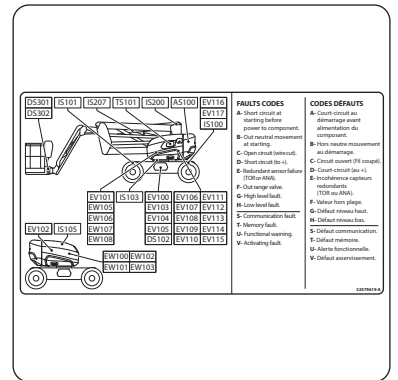 DS301 IS101 IS207 TS101 IS200 AS100 EV116
DS302 EV117
IS100
EV101 IS103 EV100 EV106 EV111
EW105 EV103 EV107 EV112
EW106 EV104 EV108 EV113
EW107 EV105 EV109 EV114
EW108 DS102 EV110 EV115
EV102 IS105
EW100 EW102
EW101 EW103
FAULTS CODES
A- Short circuit at
starting before
power to component.
B- Out neutral movement
at starting.
C- Open circuit (wire cut).
D- Short circuit (to +).
E- Redundant sensor failure
(TOR or ANA).
F- Out range valve.
G- High level fault.
H- Low level fault.
S- Communication fault.
T- Memory fault.
U- Functional warning.
V- Activating fault.
CODES DÉFAUTS
A- Court-circuit au
démarrage avant
alimentation du
composant.
B- Hors neutre mouvement
au démarrage.
C- Circuit ouvert (fil coupé).
D- Court-circuit (au +).
E- Incohérence capteurs
redondants
(TOR ou ANA).
F- Valeur hors plage.
G- Défaut niveau haut.
H- Défaut niveau bas.
S- Défaut communication.
T- Défaut mémoire.
U- Alerte fonctionnelle.
V- Défaut asservissement.
52579619-A